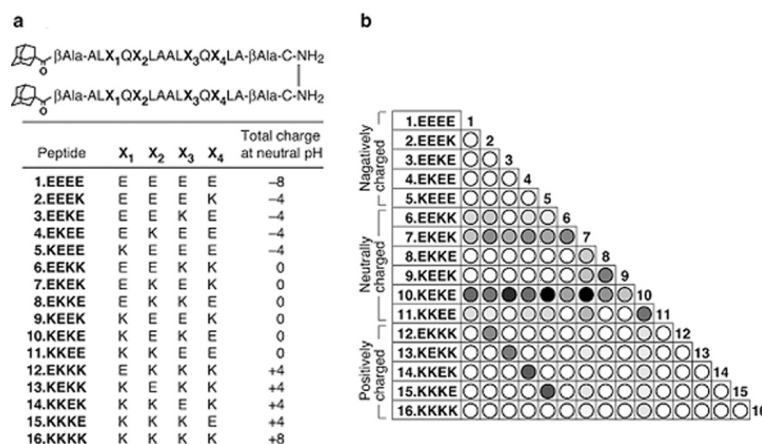 a
βAla-ALX1QX2LAALX3QX4LA-βAla-C-NH2
O
βAla-ALX1QX2LAALX3QX4LA-βAla-C-NH2
O
Peptide X1 X2 X3 X4 Total charge at neutral pH
1.EEEE E E E E –8
2.EEEK E E E K –4
3.EEKE E E K E –4
4.EKEE E K E E –4
5.KEEE K E E E –4
6.EEKK E E K K 0
7.EKEK E K E K 0
8.EKKE E K K E 0
9.KEEK K E E K 0
10.KEKE K E K E 0
11.KKEE K K E E 0
12.EKKK E K K K +4
13.KEKK K E K K +4
14.KKEK K K E K +4
15.KKKE K K K E +4
16.KKKK K K K K +8
b
Nagatively charged
Neutrally charged
Positively charged
1.EEEE 1
2.EEEK 2
3.EEKE 3
4.EKEE 4
5.KEEE 5
6.EEKK 6
7.EKEK 7
8.EKKE 8
9.KEEK 9
10.KEKE 10
11.KKEE 11
12.EKKK 12
13.KEKK 13
14.KKEK 14
15.KKKE 15
16.KKKK 16